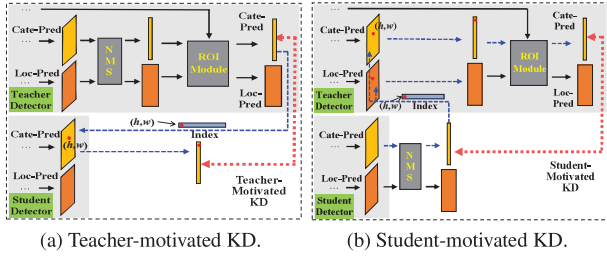 ...
Cate-Pred
Loc-Pred
Teacher Detector
NMS
ROI Module
Cate-Pred
Loc-Pred
(h,w)
Index
Cate-Pred
(h,w)
Loc-Pred
Student Detector
Teacher-Motivated KD
(a) Teacher-motivated KD.
...
Cate-Pred
(h,w)
Loc-Pred
Teacher Detector
ROI Module
Cate-Pred
Loc-Pred
(h,w)
Index
Cate-Pred
Loc-Pred
Student Detector
NMS
Student-Motivated KD
(b) Student-motivated KD.